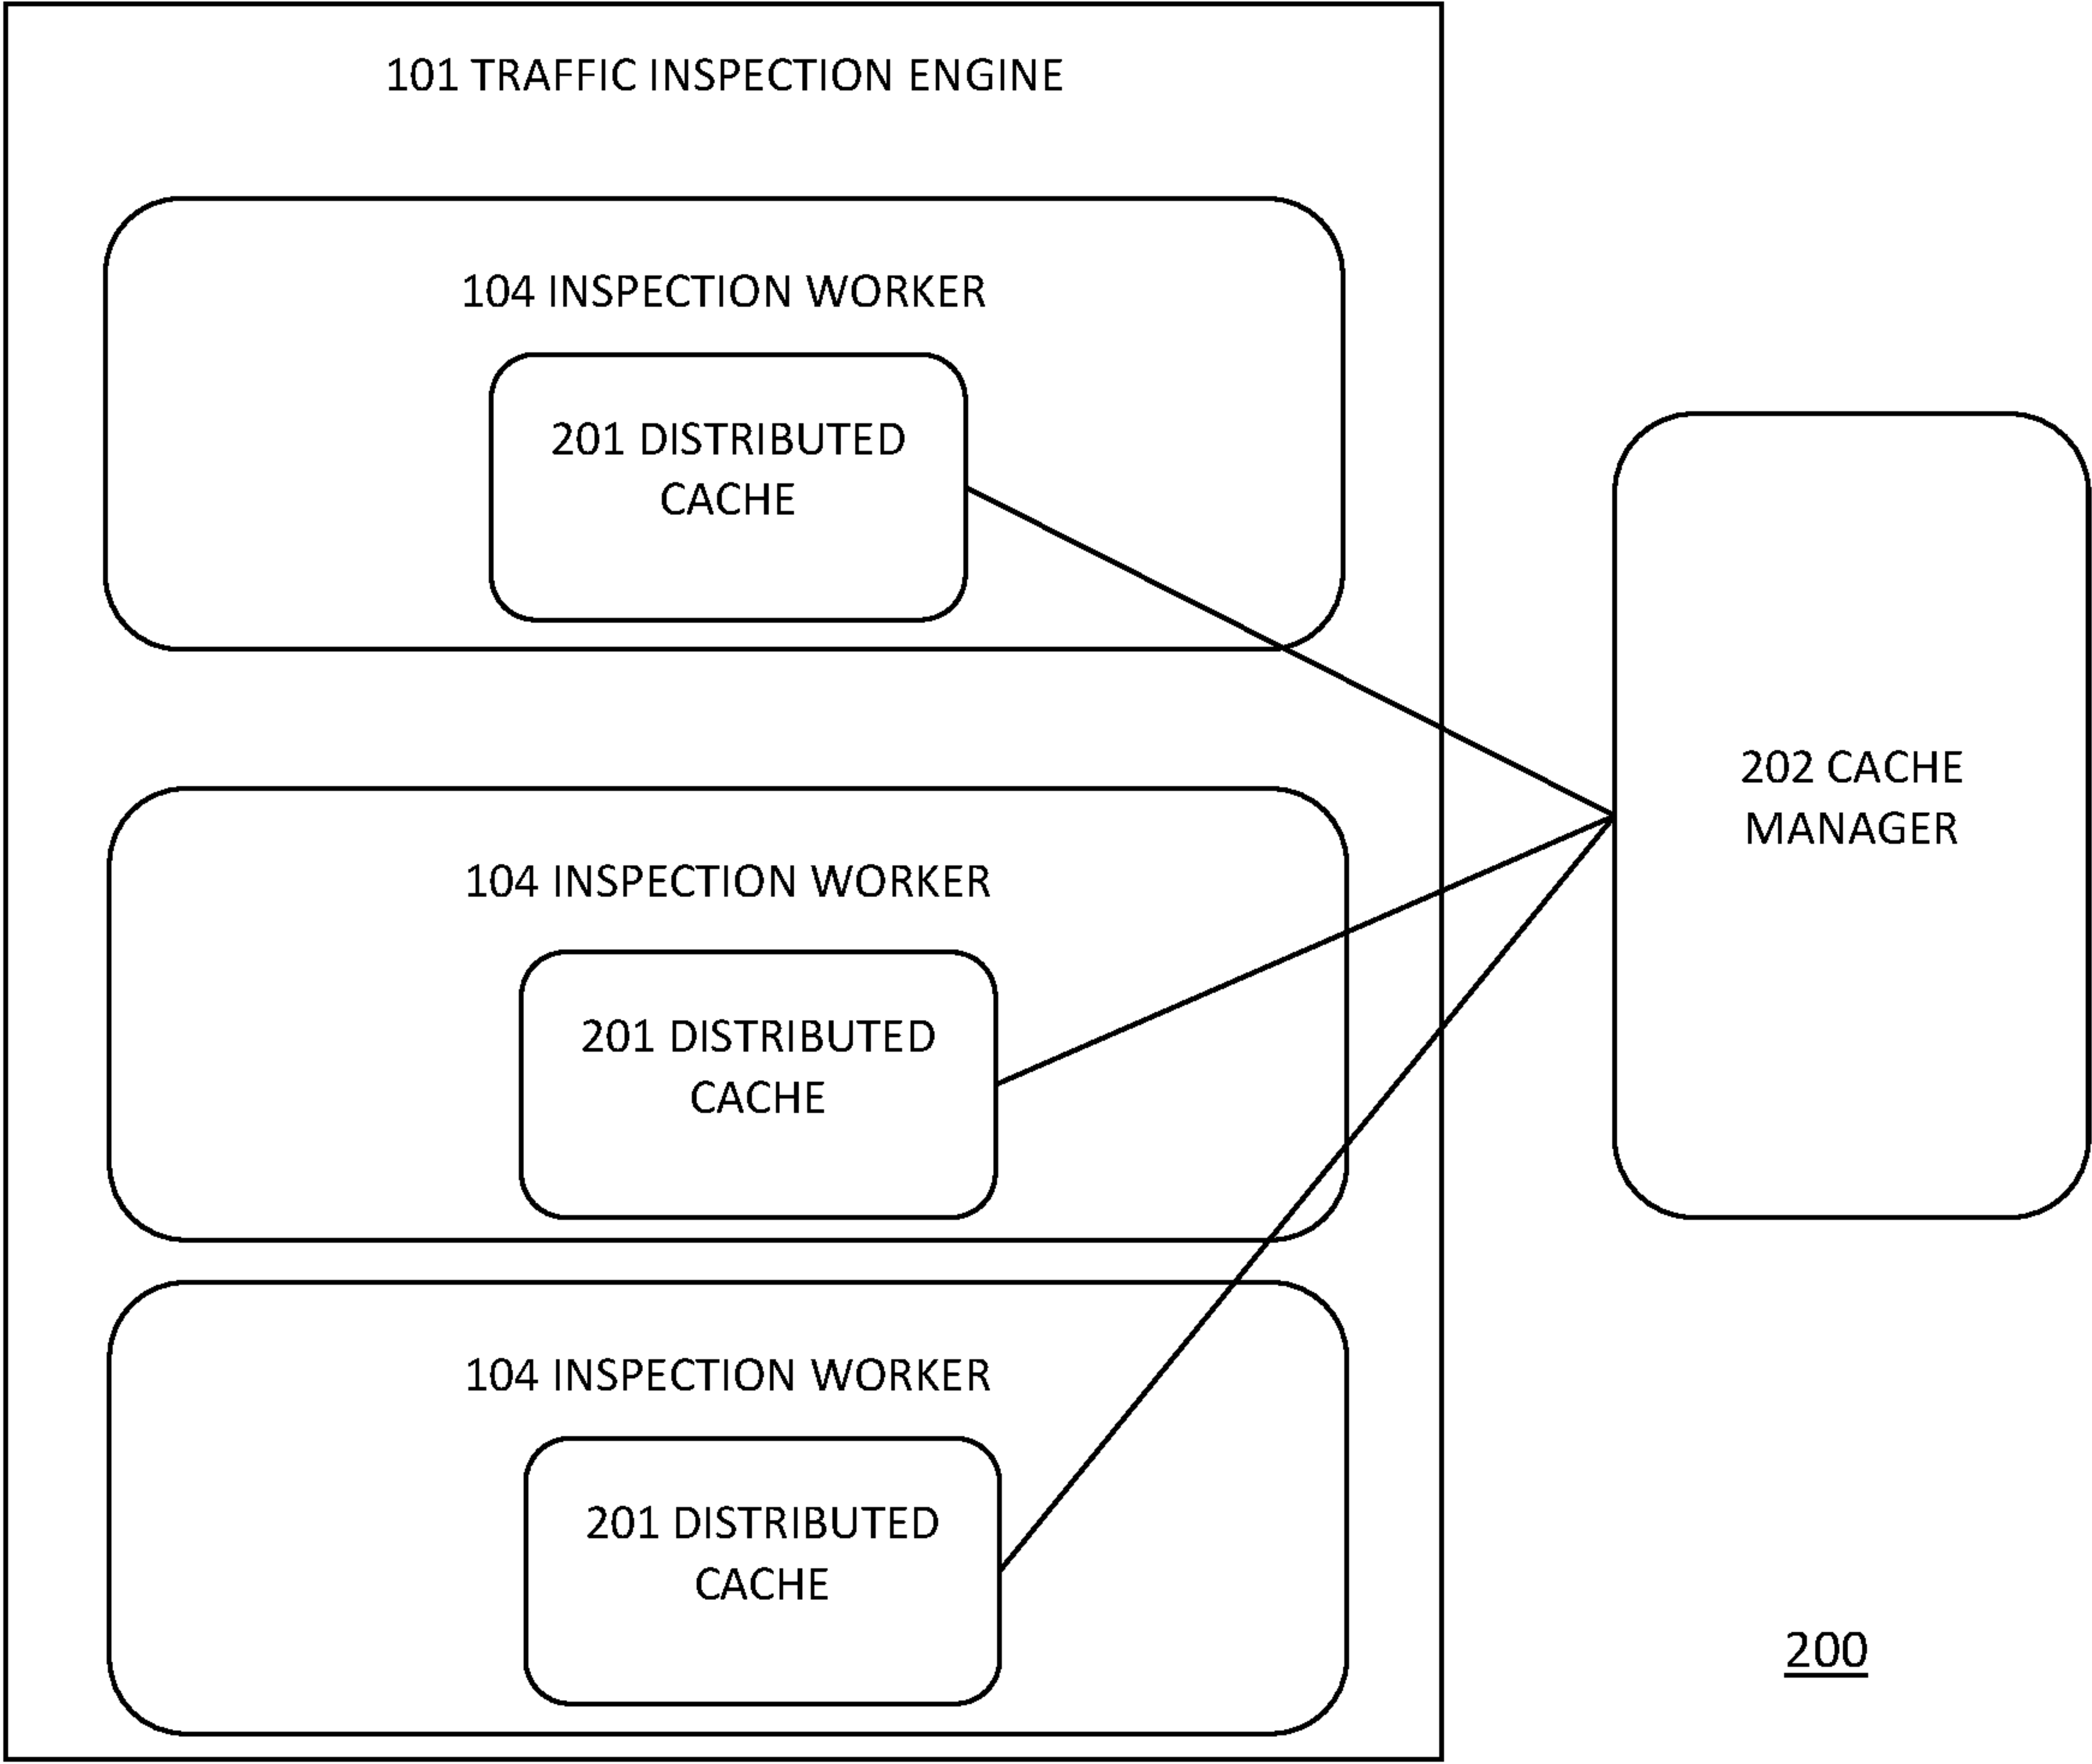 101 TRAFFIC INSPECTION ENGINE
104 INSPECTION WORKER
201 DISTRIBUTED
CACHE
202 CACHE
MANAGER
104 INSPECTION WORKER
201 DISTRIBUTED
CACHE
104 INSPECTION WORKER
201 DISTRIBUTED
CACHE
200